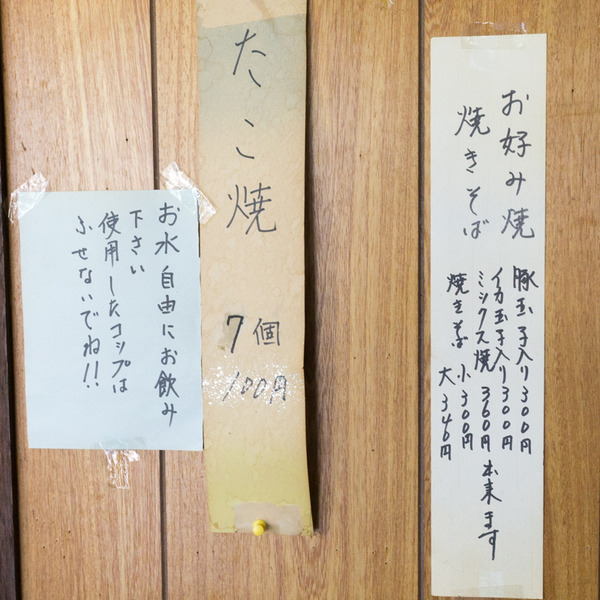 お好み焼
焼きそば
豚玉子入り300円
イカ玉子入り300円
ミックス焼 360円
焼きそば 小300円
大340円
出来ます
たこ焼
7個
100円
お水自由にお飲み
下さい
使用したコップは
ふせないでね!!